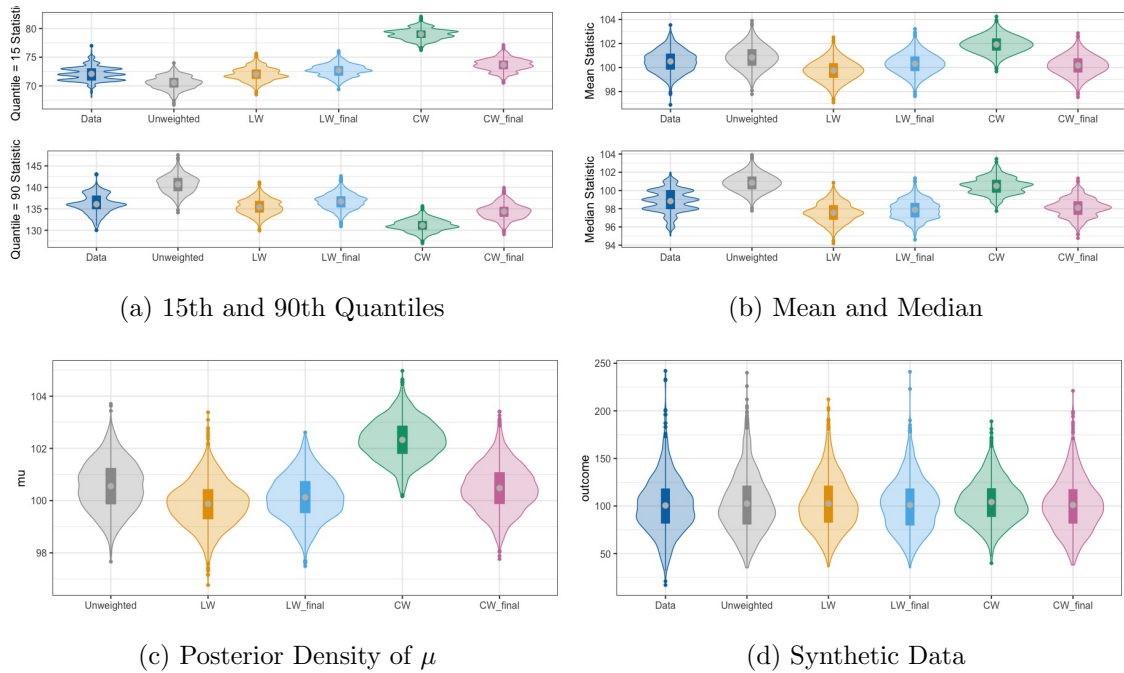 Quantile = 15 Statistic
80
75
70
Data Unweighted LW LW_final CW CW_final
Quantile = 90 Statistic
145
140
135
130
Data Unweighted LW LW_final CW CW_final
(a) 15th and 90th Quantiles
Mean Statistic
104
102
100
98
Data Unweighted LW LW_final CW CW_final
Median Statistic
104
102
100
98
96
94
Data Unweighted LW LW_final CW CW_final
(b) Mean and Median
mu
104
102
100
98
Unweighted LW LW_final CW CW_final
(c) Posterior Density of μ
outcome
250
200
150
100
50
Data Unweighted LW LW_final CW CW_final
(d) Synthetic Data